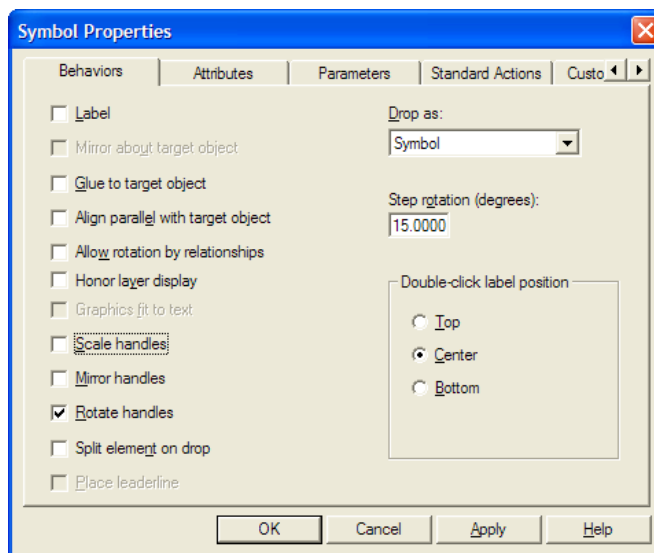 Symbol Properties
Behaviors
Attributes
Parameters
Standard Actions
Custo
Label
Mirror about target object
Glue to target object
Align parallel with target object
Allow rotation by relationships
Honor layer display
Graphics fit to text
Scale handles
Mirror handles
Rotate handles
Split element on drop
Place leaderline
Drop as:
Symbol
Step rotation (degrees):
15.0000
Double-click label position
Top
Center
Bottom
OK
Cancel
Apply
Help